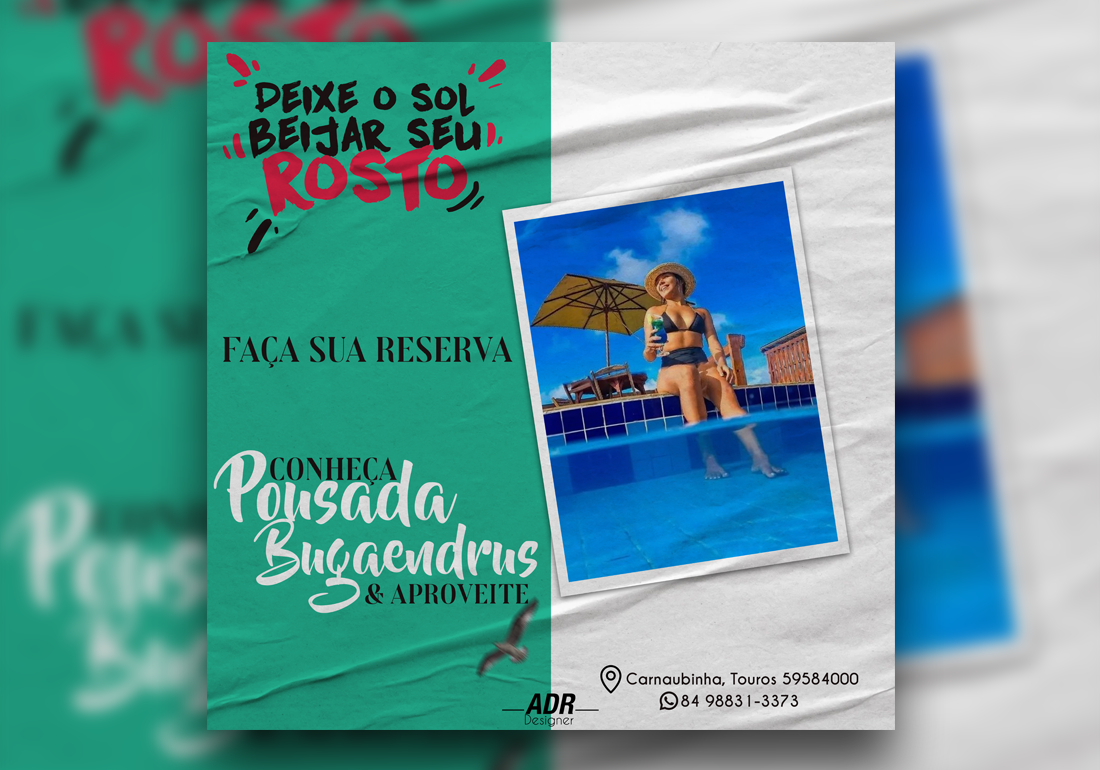 DEIXE O SOL
BEIJAR SEU
ROSTO
FAÇA SUA RESERVA
CONHEÇA
Pousada
Bugaendrus
& APROVEITE
Carnaubinha, Touros 59584000
84 98831-3373
ADR
Designer